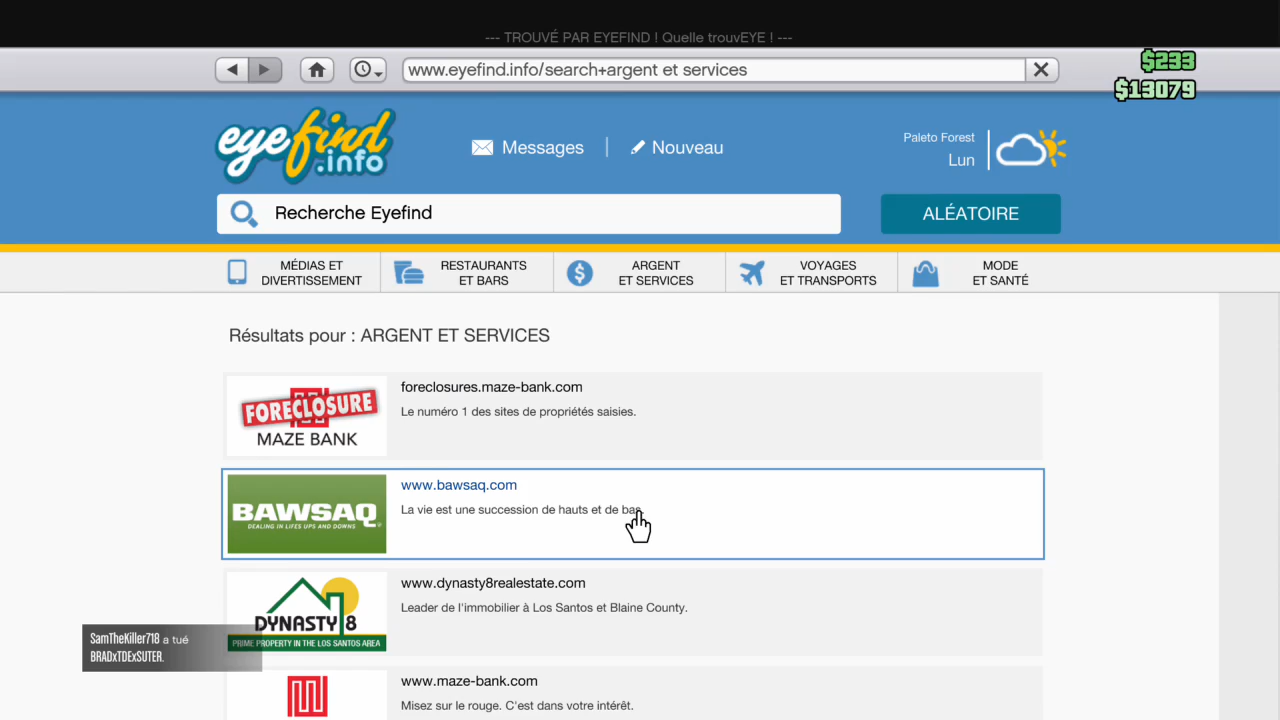 --- TROUVÉ PAR EYEFIND ! Quelle trouvEYE ! ---
www.eyefind.info/search+argent et services
$233
$13079
eyefind.info
Messages
Nouveau
Paleto Forest
Lun
Recherche Eyefind
ALÉATOIRE
MÉDIAS ET
DIVERTISSEMENT
RESTAURANTS
ET BARS
$
ARGENT
ET SERVICES
VOYAGES
ET TRANSPORTS
MODE
ET SANTÉ
Résultats pour : ARGENT ET SERVICES
FORECLOSURE
MAZE BANK
foreclosures.maze-bank.com
Le numéro 1 des sites de propriétés saisies.
BAWSAQ
DEALING IN LIFES UPS AND DOWNS
www.bawsaq.com
La vie est une succession de hauts et de bas.
DYNASTY 8
PRIME PROPERTY IN THE LOS SANTOS AREA
www.dynasty8realestate.com
Leader de l'immobilier à Los Santos et Blaine County.
SamTheKiller718 a tué
BRADxTDExSUTER.
www.maze-bank.com
Misez sur le rouge. C'est dans votre intérêt.